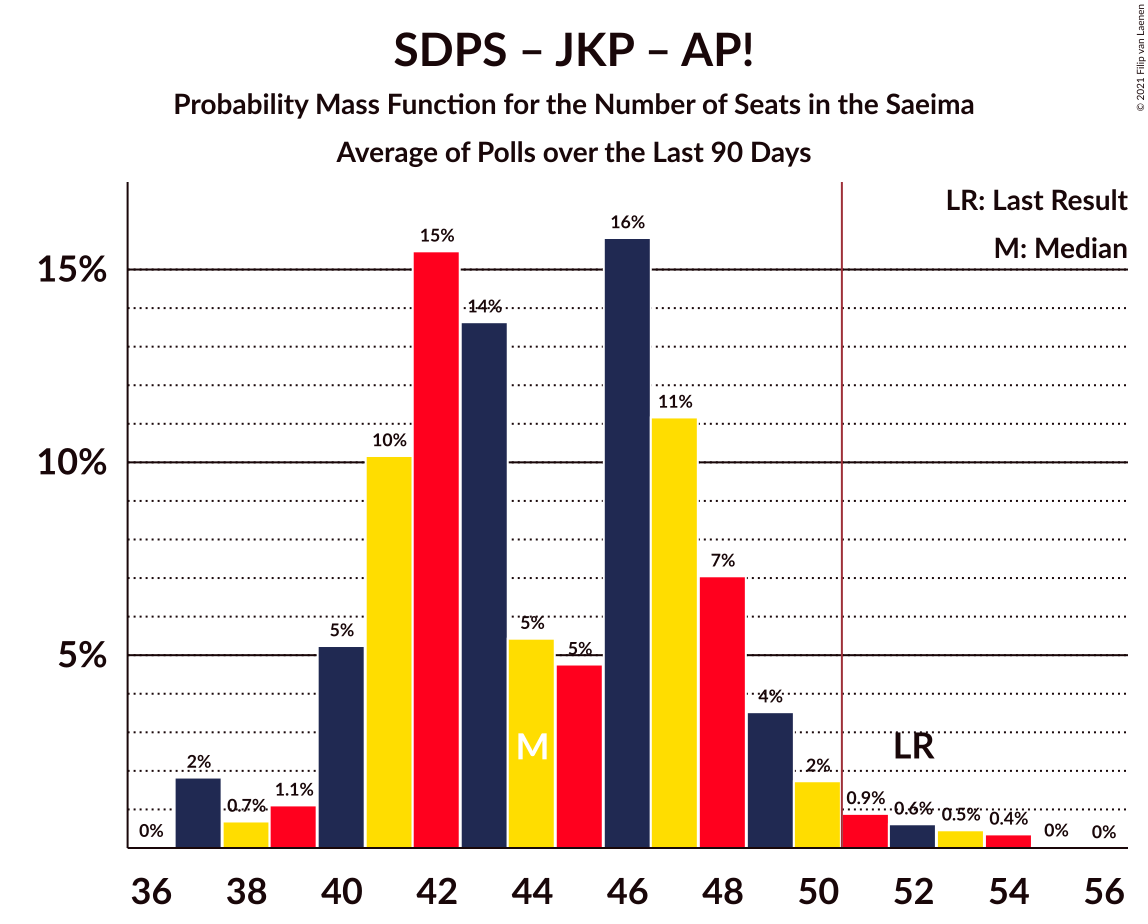 SDPS – JKP – AP!
Probability Mass Function for the Number of Seats in the Saeima
Average of Polls over the Last 90 Days
© 2021 Filip van Laenen
LR: Last Result
M: Median
15%
10%
5%
0%
2%
0.7%
1.1%
5%
10%
15%
14%
5%
5%
16%
11%
7%
4%
2%
0.9%
0.6%
0.5%
0.4%
0%
0%
M
LR
36 38 40 42 44 46 48 50 52 54 56